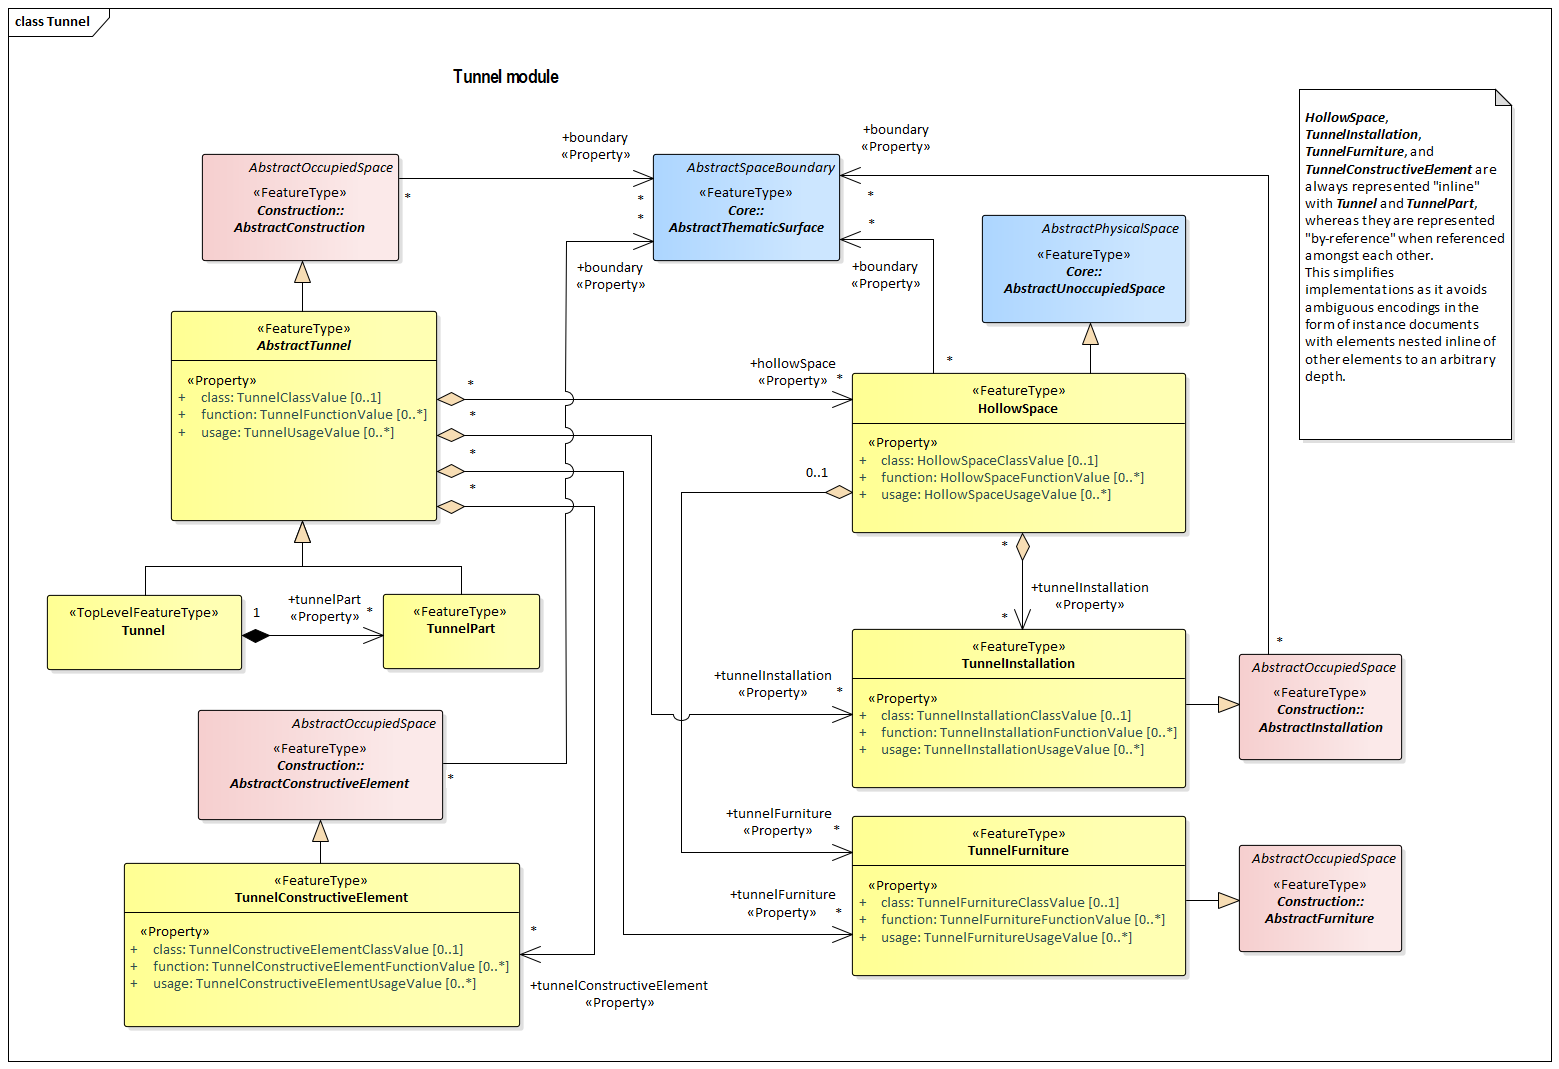 class Tunnel
Tunnel module
AbstractOccupiedSpace
«FeatureType»
Construction::
AbstractConstruction
*
+boundary
«Property»
*
AbstractSpaceBoundary
«FeatureType»
Core::
AbstractThematicSurface
+boundary
«Property»
*
*
+boundary
«Property»
*
+boundary
«Property»
*
AbstractPhysicalSpace
«FeatureType»
Core::
AbstractUnoccupiedSpace
HollowSpace,
TunnelInstallation,
TunnelFurniture, and
TunnelConstructiveElement are
always represented "inline"
with Tunnel and TunnelPart,
whereas they are represented
"by-reference" when referenced
amongst each other.
This simplifies
implementations as it avoids
ambiguous encodings in the
form of instance documents
with elements nested inline of
other elements to an arbitrary
depth.
«FeatureType»
AbstractTunnel
«Property»
+ class: TunnelClassValue [0..1]
+ function: TunnelFunctionValue [0..*]
+ usage: TunnelUsageValue [0..*]
*
*
*
*
+hollowSpace
«Property»
*
«FeatureType»
HollowSpace
«Property»
+ class: HollowSpaceClassValue [0..1]
+ function: HollowSpaceFunctionValue [0..*]
+ usage: HollowSpaceUsageValue [0..*]
0..1
*
+tunnelInstallation
«Property»
*
«TopLevelFeatureType»
Tunnel
1
+tunnelPart
«Property»
*
«FeatureType»
TunnelPart
+tunnelInstallation
«Property»
*
«FeatureType»
TunnelInstallation
«Property»
+ class: TunnelInstallationClassValue [0..1]
+ function: TunnelInstallationFunctionValue [0..*]
+ usage: TunnelInstallationUsageValue [0..*]
*
AbstractOccupiedSpace
«FeatureType»
Construction::
AbstractInstallation
AbstractOccupiedSpace
«FeatureType»
Construction::
AbstractConstructiveElement
*
+tunnelFurniture
«Property»
*
+tunnelFurniture
«Property»
*
«FeatureType»
TunnelFurniture
«Property»
+ class: TunnelFurnitureClassValue [0..1]
+ function: TunnelFurnitureFunctionValue [0..*]
+ usage: TunnelFurnitureUsageValue [0..*]
AbstractOccupiedSpace
«FeatureType»
Construction::
AbstractFurniture
«FeatureType»
TunnelConstructiveElement
«Property»
+ class: TunnelConstructiveElementClassValue [0..1]
+ function: TunnelConstructiveElementFunctionValue [0..*]
+ usage: TunnelConstructiveElementUsageValue [0..*]
*
+tunnelConstructiveElement
«Property»